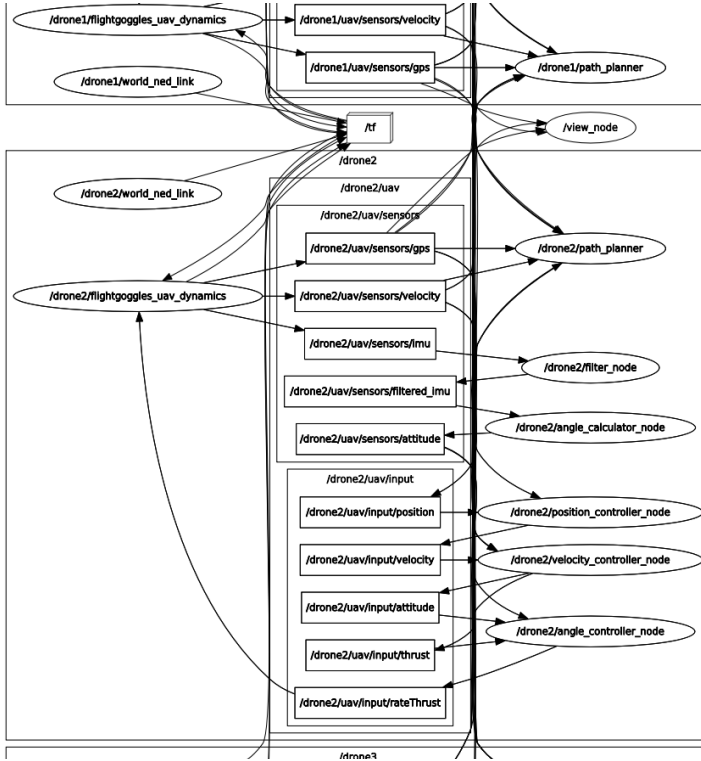 /drone1/flightgoggles_uav_dynamics
/drone1/uav/sensors/velocity
/drone1/uav/sensors/gps
/drone1/path_planner
/drone1/world_ned_link
/tf
/view_node
/drone2
/drone2/world_ned_link
/drone2/uav
/drone2/uav/sensors
/drone2/uav/sensors/gps
/drone2/path_planner
/drone2/flightgoggles_uav_dynamics
/drone2/uav/sensors/velocity
/drone2/uav/sensors/imu
/drone2/filter_node
/drone2/uav/sensors/filtered_imu
/drone2/angle_calculator_node
/drone2/uav/sensors/attitude
/drone2/uav/input
/drone2/uav/input/position
/drone2/position_controller_node
/drone2/uav/input/velocity
/drone2/velocity_controller_node
/drone2/uav/input/attitude
/drone2/angle_controller_node
/drone2/uav/input/thrust
/drone2/uav/input/rateThrust
/drone3